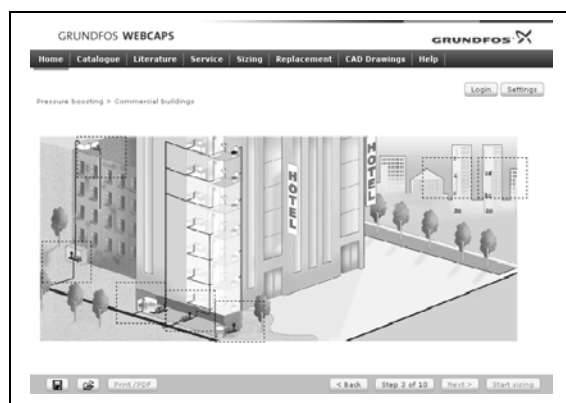 GRUNDFOS WEBCAPS
GRUNDFOS
Home Catalogue Literature Service Sizing Replacement CAD Drawings Help
Login Settings
Pressure boosting > Commercial buildings
HOTEL
HOTEL
Print/PDF < Back Step 3 of 10 Next > Start sizing